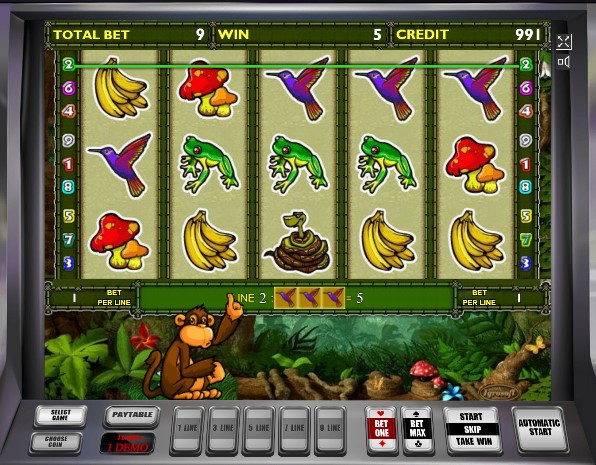 TOTAL BET 9 WIN 5 CREDIT 991
2 2
6 6
4 4
9 9
1 1
8 8
5 5
7 7
3 3
1 BET PER LINE LINE 2 : = 5 BET PER LINE 1
Igrosoft
SELECT GAME
CHOOSE COIN
PAYTABLE
1 DEMO
1 LINE
3 LINE
5 LINE
7 LINE
9 LINE
BET ONE
BET MAX
START
SKIP
TAKE WIN
AUTOMATIC START